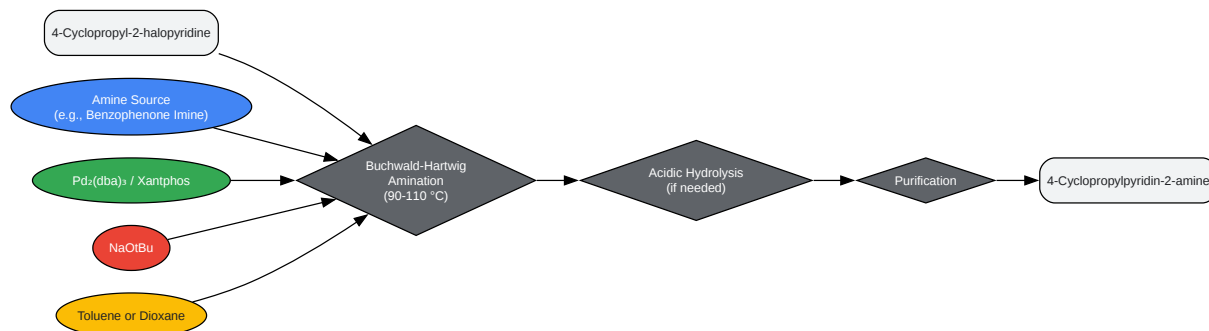 4-Cyclopropyl-2-halopyridine
Amine Source
(e.g., Benzophenone Imine)
Pd₂(dba)₃ / Xantphos
NaOtBu
Toluene or Dioxane
Buchwald-Hartwig
Amination
(90-110 °C)
Acidic Hydrolysis
(if needed)
Purification
4-Cyclopropylpyridin-2-amine